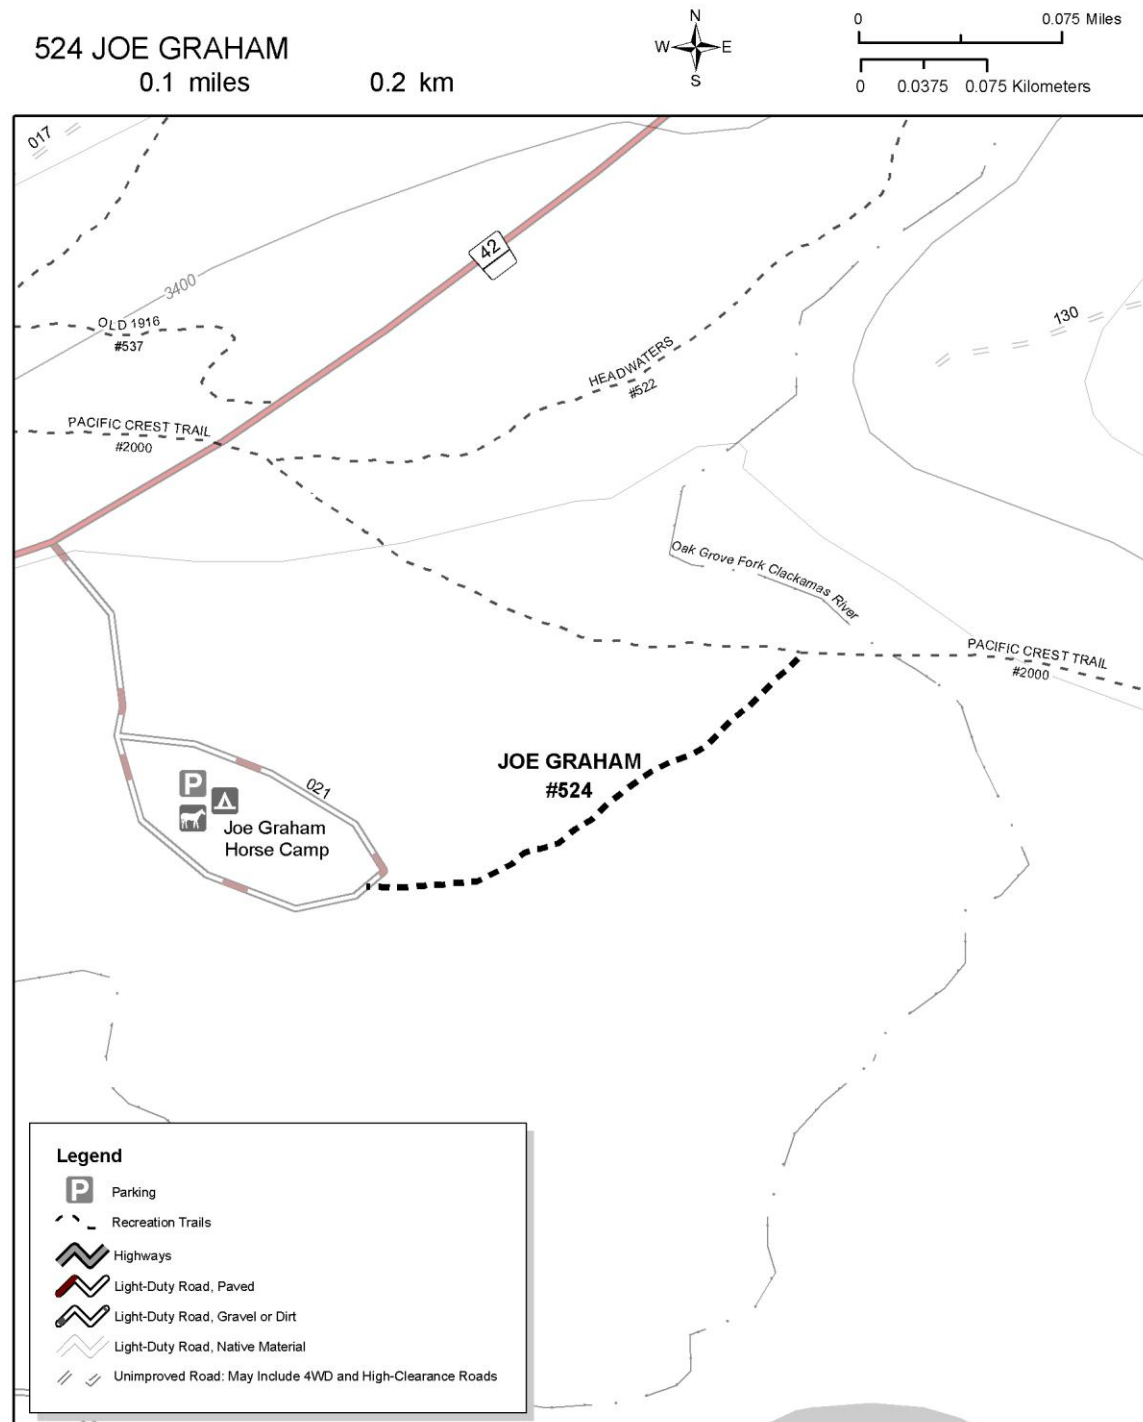 524 JOE GRAHAM
0.1 miles 0.2 km
N
W E
S
0 0.075 Miles
0 0.0375 0.075 Kilometers
017
42
3400
OLD 1916
#537
130
HEADWATERS
#522
PACIFIC CREST TRAIL
#2000
Oak Grove Fork Clackamas River
PACIFIC CREST TRAIL
#2000
JOE GRAHAM
#524
021
P
Joe Graham
Horse Camp
Legend
P Parking
Recreation Trails
Highways
Light-Duty Road, Paved
Light-Duty Road, Gravel or Dirt
Light-Duty Road, Native Material
Unimproved Road: May Include 4WD and High-Clearance Roads